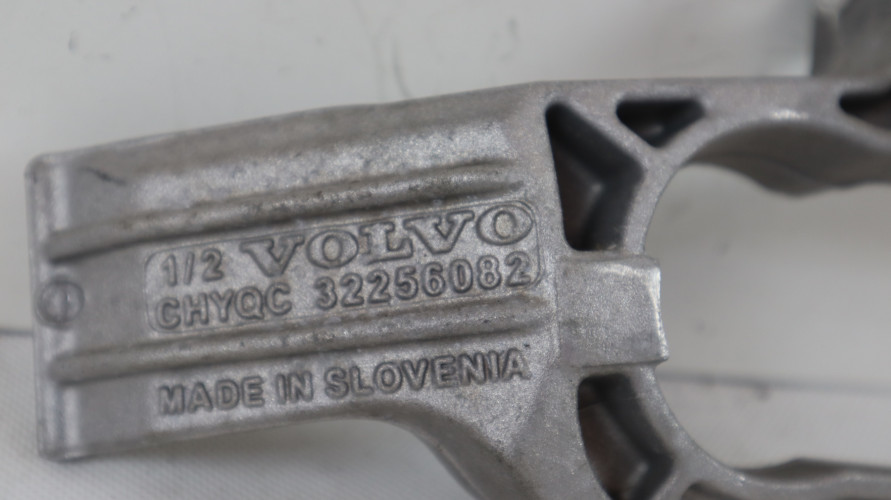 1/2 VOLVO
CHYQC 32256082
MADE IN SLOVENIA